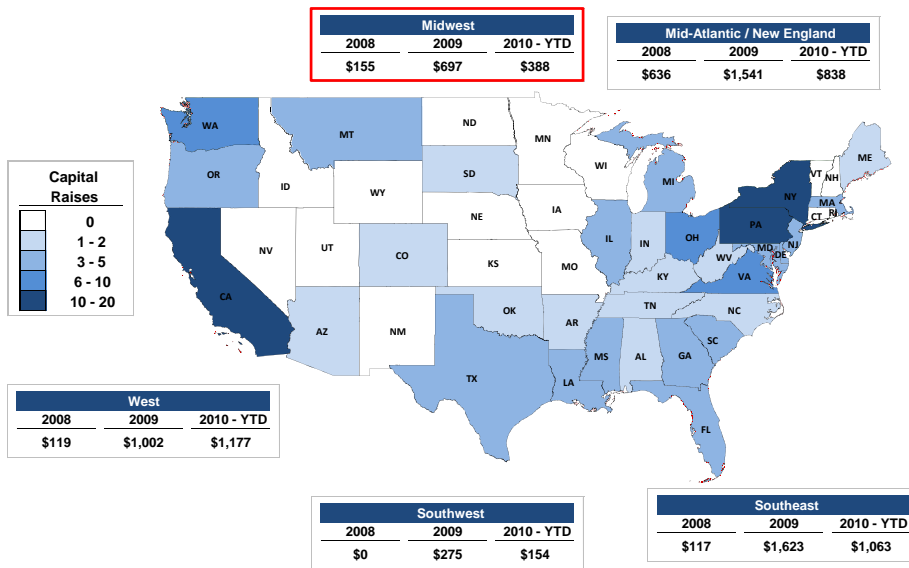 Midwest
2008 2009 2010 - YTD
$155 $697 $388
Mid-Atlantic / New England
2008 2009 2010 - YTD
$636 $1,541 $838
Capital
Raises
0
1 - 2
3 - 5
6 - 10
10 - 20
WA
MT
ND
MN
ME
OR
ID
WY
SD
WI
MI
VT
NH
NY
MA
CT
RI
NV
UT
CO
NE
IA
IL
IN
OH
PA
NJ
MD
DE
CA
KS
MO
KY
WV
VA
AZ
NM
OK
AR
TN
NC
TX
LA
MS
AL
GA
SC
FL
West
2008 2009 2010 - YTD
$119 $1,002 $1,177
Southwest
2008 2009 2010 - YTD
$0 $275 $154
Southeast
2008 2009 2010 - YTD
$117 $1,623 $1,063